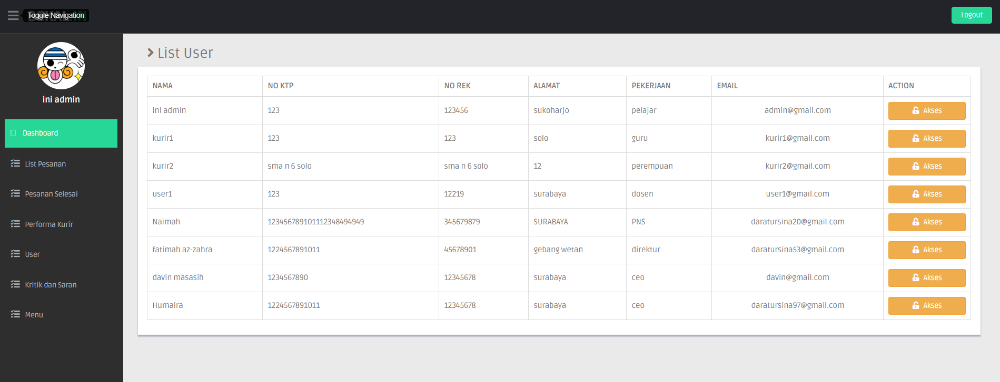 Toggle Navigation
Logout
ini admin
Dashboard
List Pesanan
Pesanan Selesai
Performa Kurir
User
Kritik dan Saran
Menu
List User
NAMA NO KTP NO REK ALAMAT PEKERJAAN EMAIL ACTION
ini admin 123 123456 sukoharjo pelajar admin@gmail.com Akses
kurir1 123 123 solo guru kurir1@gmail.com Akses
kurir2 sma n 6 solo sma n 6 solo 12 perempuan kurir2@gmail.com Akses
user1 123 12219 surabaya dosen user1@gmail.com Akses
Naimah 123456789101112348494949 345679879 SURABAYA PNS daratursina20@gmail.com Akses
fatimah az-zahra 1224567891011 45678901 gebang wetan direktur daratursina53@gmail.com Akses
davin masasih 1234567890 12345678 surabaya ceo davin@gmail.com Akses
Humaira 1224567891011 12345678 surabaya ceo daratursina97@gmail.com Akses